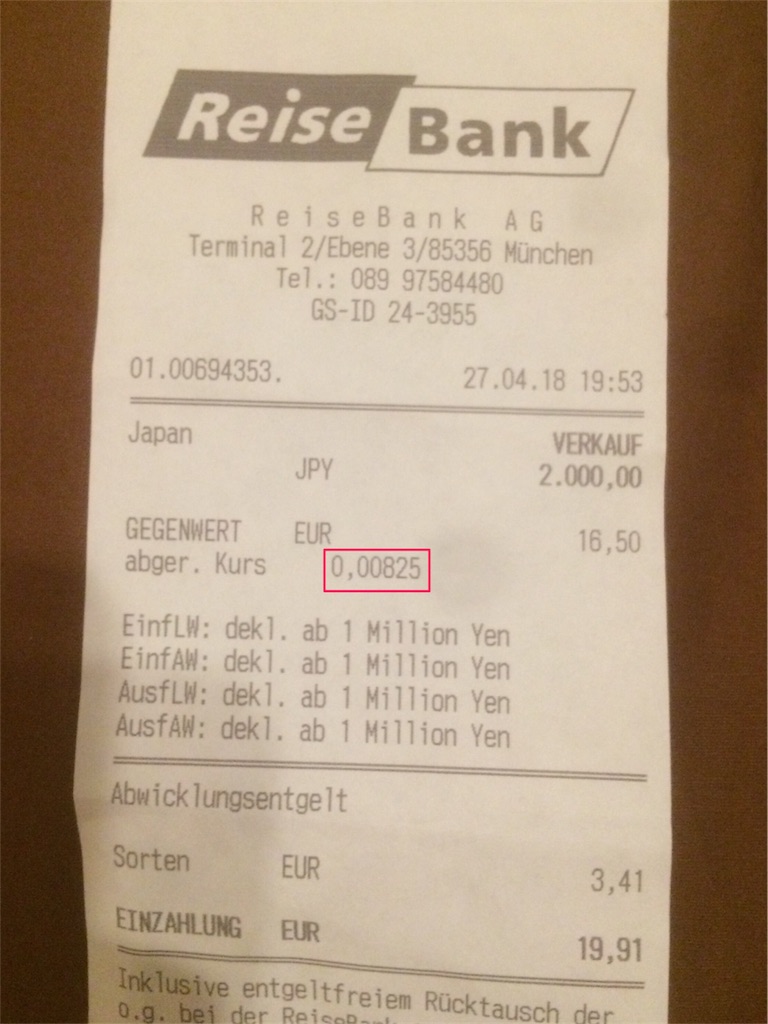 Reise Bank
ReiseBank AG
Terminal 2/Ebene 3/85356 München
Tel.: 089 97584480
GS-ID 24-3955
01.00694353. 27.04.18 19:53
Japan VERKAUF
JPY 2.000,00
GEGENWERT EUR 16,50
abger. Kurs 0,00825
EinfLW: dekl. ab 1 Million Yen
EinfAW: dekl. ab 1 Million Yen
AusfLW: dekl. ab 1 Million Yen
AusfAW: dekl. ab 1 Million Yen
Abwicklungsentgelt
Sorten EUR 3,41
EINZAHLUNG EUR 19,91
Inklusive entgeltfreiem Rücktausch der
o.g. bei der ReiseBank